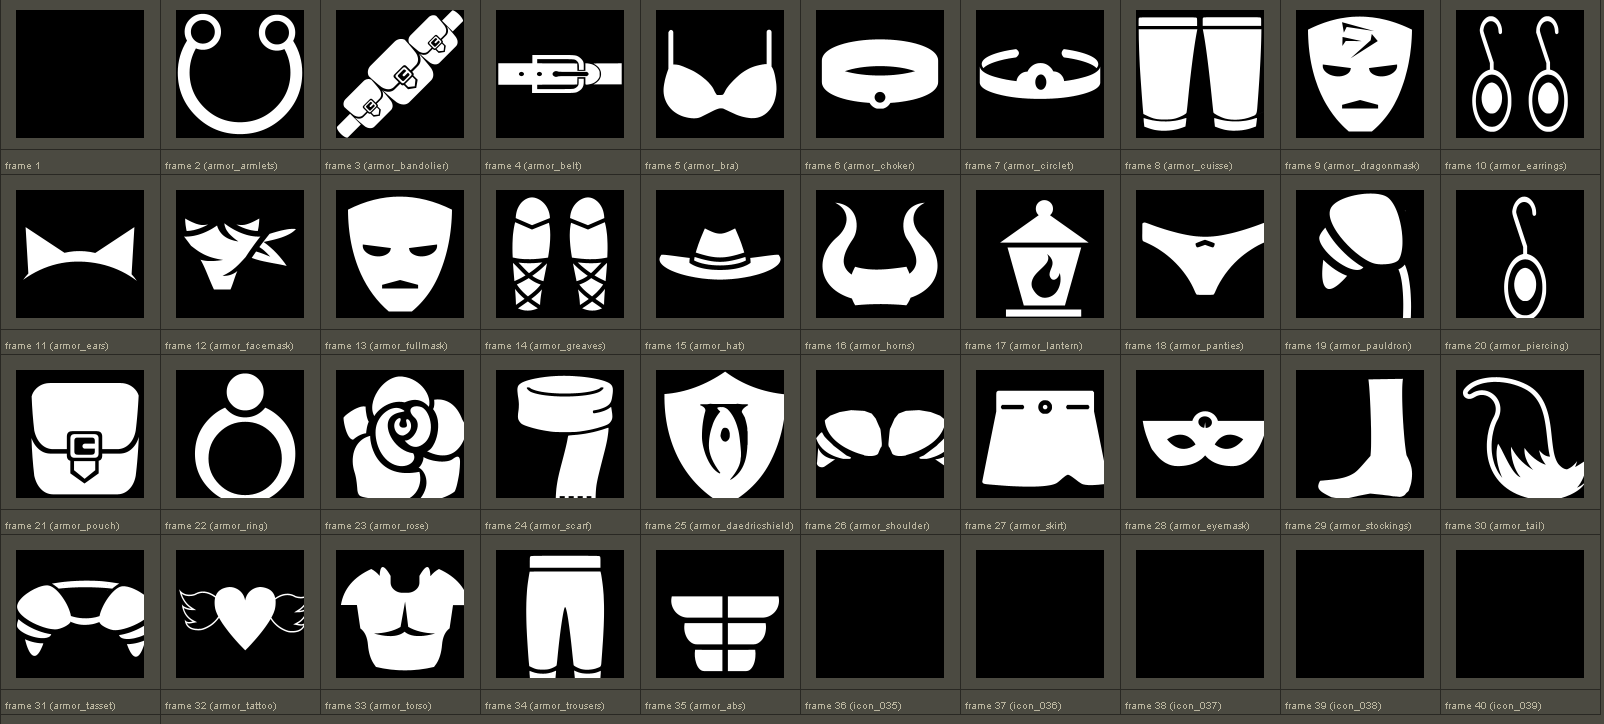 frame 1
frame 2 (armor_armlets)
frame 3 (armor_bandolier)
frame 4 (armor_belt)
frame 5 (armor_bra)
frame 6 (armor_choker)
frame 7 (armor_circlet)
frame 8 (armor_cuisse)
frame 9 (armor_dragonmask)
frame 10 (armor_earrings)
frame 11 (armor_ears)
frame 12 (armor_facemask)
frame 13 (armor_fullmask)
frame 14 (armor_greaves)
frame 15 (armor_hat)
frame 16 (armor_horns)
frame 17 (armor_lantern)
frame 18 (armor_panties)
frame 19 (armor_pauldron)
frame 20 (armor_piercing)
frame 21 (armor_pouch)
frame 22 (armor_ring)
frame 23 (armor_rose)
frame 24 (armor_scarf)
frame 25 (armor_daedricshield)
frame 26 (armor_shoulder)
frame 27 (armor_skirt)
frame 28 (armor_eyemask)
frame 29 (armor_stockings)
frame 30 (armor_tail)
frame 31 (armor_tasset)
frame 32 (armor_tattoo)
frame 33 (armor_torso)
frame 34 (armor_trousers)
frame 35 (armor_abs)
frame 36 (icon_035)
frame 37 (icon_036)
frame 38 (icon_037)
frame 39 (icon_038)
frame 40 (icon_039)